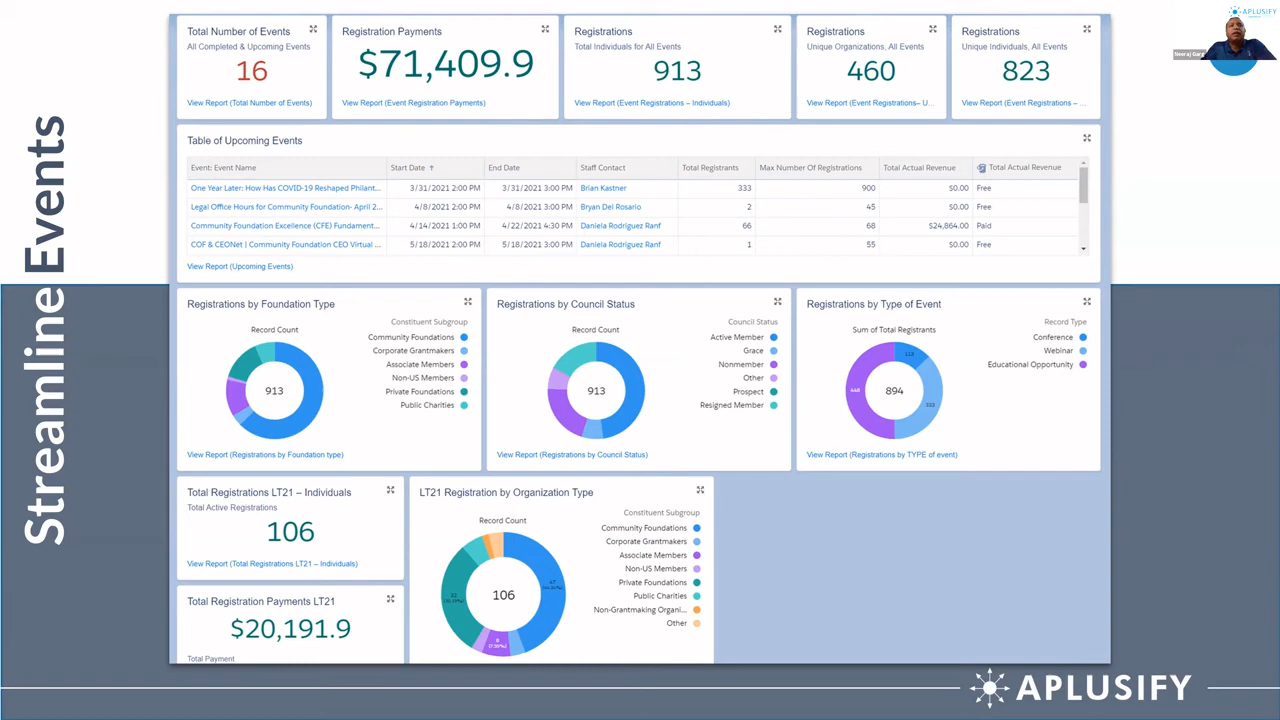 APLUSIFY
Neeraj Garg
Streamline Events
Total Number of Events
All Completed & Upcoming Events
16
View Report (Total Number of Events)
Registration Payments
$71,409.9
View Report (Event Registration Payments)
Registrations
Total Individuals for All Events
913
View Report (Event Registrations – Individuals)
Registrations
Unique Organizations, All Events
460
View Report (Event Registrations– U...
Registrations
Unique Individuals, All Events
823
View Report (Event Registrations – ...
Table of Upcoming Events
Event: Event Name Start Date ↑ End Date Staff Contact Total Registrants Max Number Of Registrations Total Actual Revenue Total Actual Revenue
One Year Later: How Has COVID-19 Reshaped Philant... 3/31/2021 2:00 PM 3/31/2021 3:00 PM Brian Kastner 333 900 $0.00 Free
Legal Office Hours for Community Foundation- April 2... 4/8/2021 2:00 PM 4/8/2021 3:00 PM Bryan Del Rosario 2 45 $0.00 Free
Community Foundation Excellence (CFE) Fundament... 4/14/2021 1:00 PM 4/22/2021 4:30 PM Daniela Rodriguez Ranf 66 68 $24,864.00 Paid
COF & CEONet | Community Foundation CEO Virtual ... 5/18/2021 2:00 PM 5/18/2021 3:00 PM Daniela Rodriguez Ranf 1 55 $0.00 Free
View Report (Upcoming Events)
Registrations by Foundation Type
Record Count
913
Constituent Subgroup
Community Foundations
Corporate Grantmakers
Associate Members
Non-US Members
Private Foundations
Public Charities
View Report (Registrations by Foundation type)
Registrations by Council Status
Record Count
913
Council Status
Active Member
Grace
Nonmember
Other
Prospect
Resigned Member
View Report (Registrations by Council Status)
Registrations by Type of Event
Sum of Total Registrants
113
333
448
894
Record Type
Conference
Webinar
Educational Opportunity
View Report (Registrations by TYPE of event)
Total Registrations LT21 – Individuals
Total Active Registrations
106
View Report (Total Registrations LT21 – Individuals)
Total Registration Payments LT21
$20,191.9
Total Payment
LT21 Registration by Organization Type
Record Count
106
47
32
8
Constituent Subgroup
Community Foundations
Corporate Grantmakers
Associate Members
Non-US Members
Private Foundations
Public Charities
Non-Grantmaking Organi...
Other
APLUSIFY